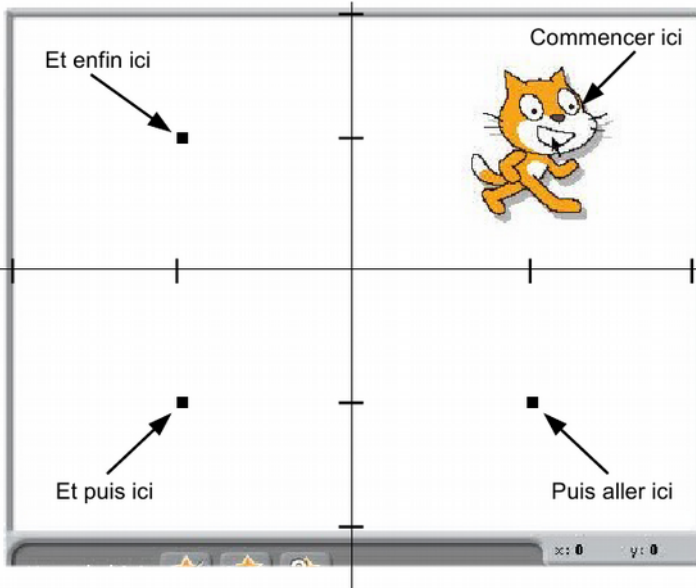 Commencer ici
Et enfin ici
Et puis ici
Puis aller ici
x: 0 y: 0